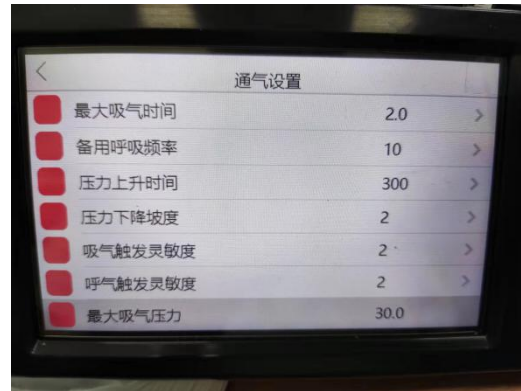 通气设置
最大吸气时间 2.0
备用呼吸频率 10
压力上升时间 300
压力下降坡度 2
吸气触发灵敏度 2
呼气触发灵敏度 2
最大吸气压力 30.0